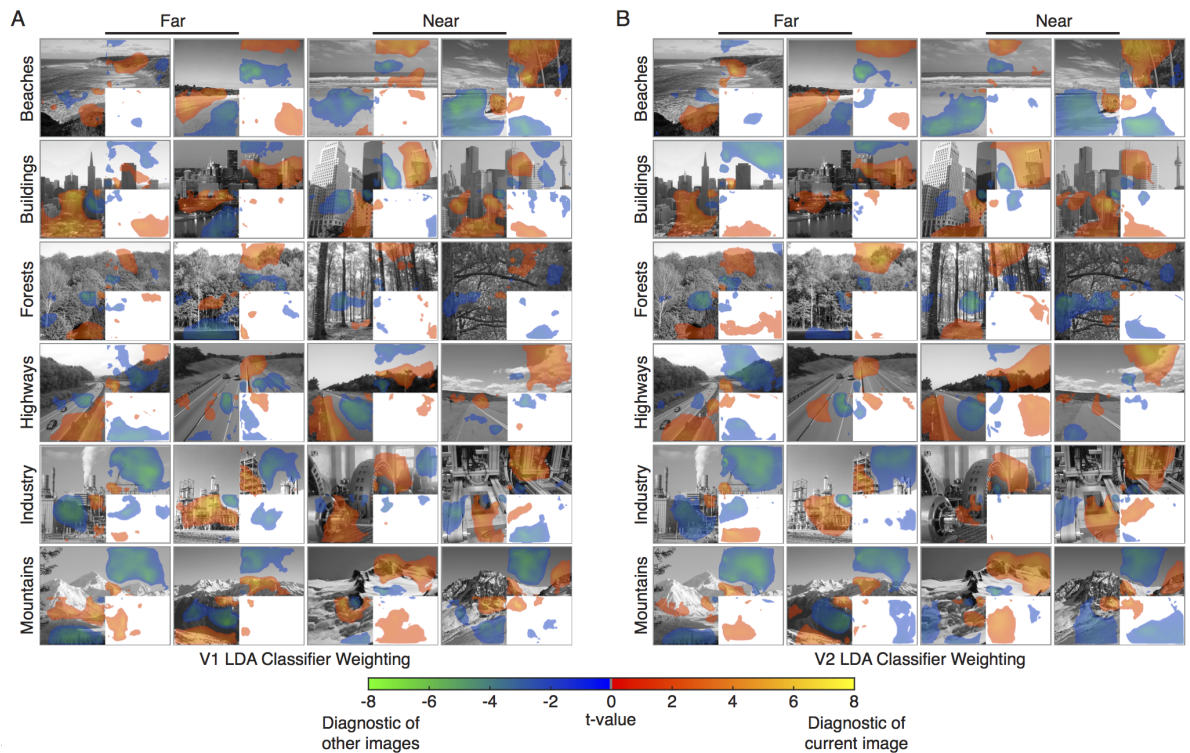 A
Far
Near
Beaches
Buildings
Forests
Highways
Industry
Mountains
V1 LDA Classifier Weighting
B
Far
Near
Beaches
Buildings
Forests
Highways
Industry
Mountains
V2 LDA Classifier Weighting
-8 -6 -4 -2 0 2 4 6 8
t-value
Diagnostic of
other images
Diagnostic of
current image